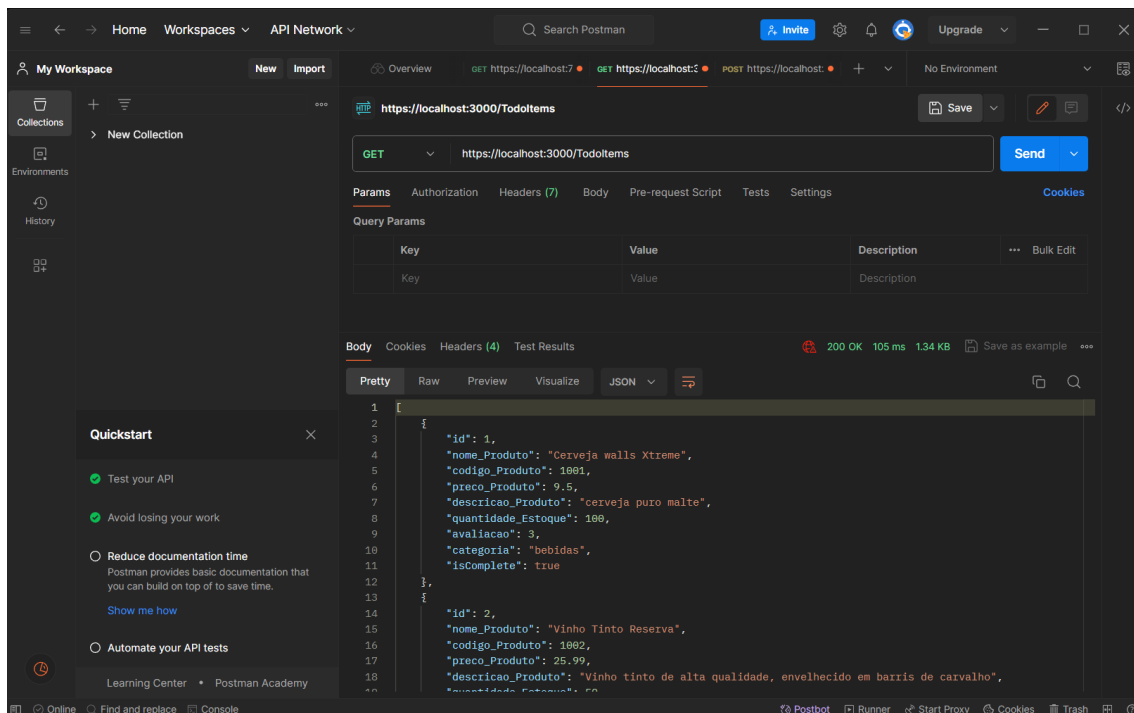 Home Workspaces API Network Search Postman Invite Upgrade
My Workspace New Import Overview GET https://localhost:7 GET https://localhost:3 POST https://localhost: No Environment
Collections
Environments
History
New Collection
HTTP https://localhost:3000/TodoItems Save
GET https://localhost:3000/TodoItems Send
Params Authorization Headers (7) Body Pre-request Script Tests Settings Cookies
Query Params
Key Value Description Bulk Edit
Key Value Description
Body Cookies Headers (4) Test Results 200 OK 105 ms 1.34 KB Save as example
Pretty Raw Preview Visualize JSON
1 [
2 {
3 "id": 1,
4 "nome_Produto": "Cerveja walls Xtreme",
5 "codigo_Produto": 1001,
6 "preco_Produto": 9.5,
7 "descricao_Produto": "cerveja puro malte",
8 "quantidade_Estoque": 100,
9 "avaliacao": 3,
10 "categoria": "bebidas",
11 "isComplete": true
12 },
13 {
14 "id": 2,
15 "nome_Produto": "Vinho Tinto Reserva",
16 "codigo_Produto": 1002,
17 "preco_Produto": 25.99,
18 "descricao_Produto": "Vinho tinto de alta qualidade, envelhecido em barris de carvalho",
Quickstart
Test your API
Avoid losing your work
Reduce documentation time
Postman provides basic documentation that
you can build on top of to save time.
Show me how
Automate your API tests
Learning Center • Postman Academy
Online Find and replace Console Postbot Runner Start Proxy Cookies Trash